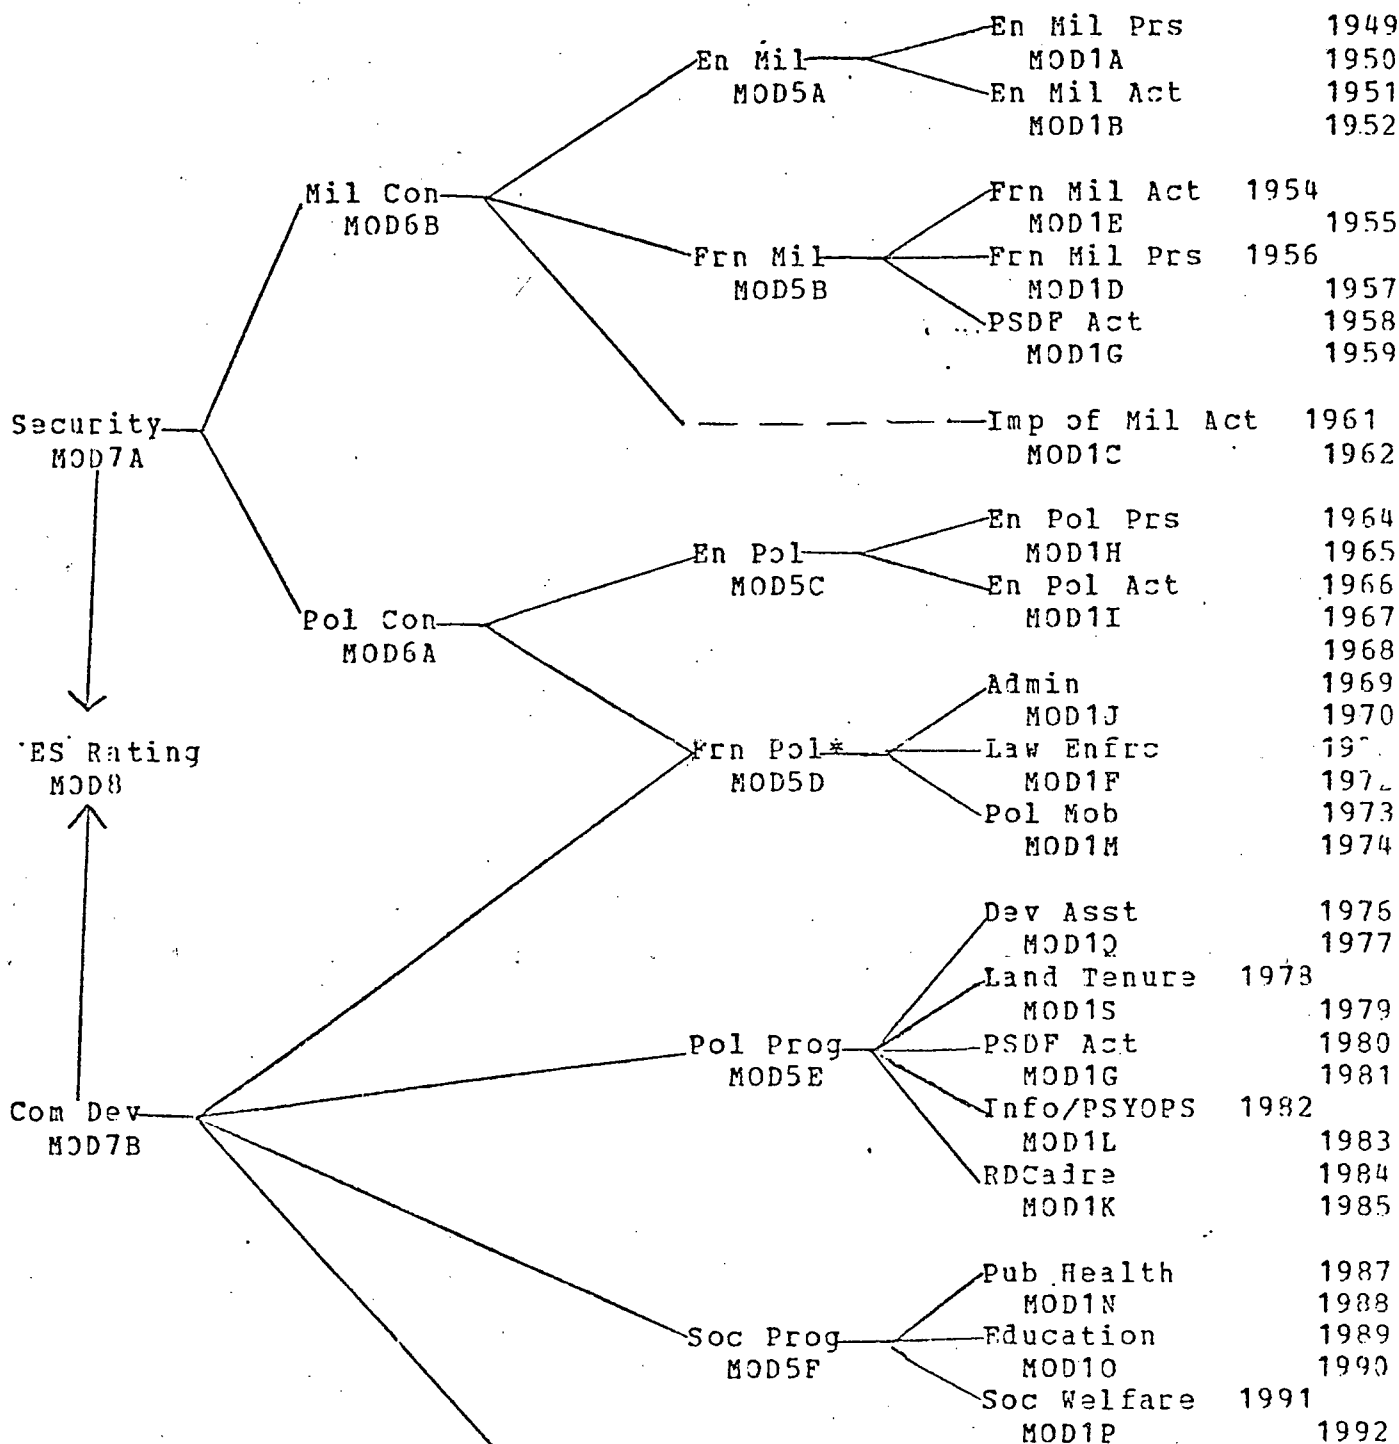 En Mil Prs 1949
En Mil MOD1A 1950
MOD5A En Mil Act 1951
MOD1B 1952
Mil Con Frn Mil Act 1954
MOD6B MOD1E 1955
Frn Mil Frn Mil Prs 1956
MOD5B MOD1D 1957
PSDF Act 1958
MOD1G 1959
Security Imp of Mil Act 1961
MOD7A MOD1C 1962
En Pol Prs 1964
En Pol MOD1H 1965
MOD5C En Pol Act 1966
Pol Con MOD1I 1967
MOD6A 1968
Admin 1969
MOD1J 1970
ES Rating Frn Pol* Law Enfrc
MOD8 MOD5D MOD1F
Pol Mob 1973
MOD1M 1974
Dev Asst 1976
MOD1Q 1977
Land Tenure 1978
MOD1S 1979
Pol Prog PSDF Act 1980
MOD5E MOD1G 1981
Com Dev Info/PSYOPS 1982
MOD7B MOD1L 1983
RDCadre 1984
MOD1K 1985
Pub Health 1987
MOD1N 1988
Soc Prog Education 1989
MOD5F MOD1O 1990
Soc Welfare 1991
MOD1P 1992